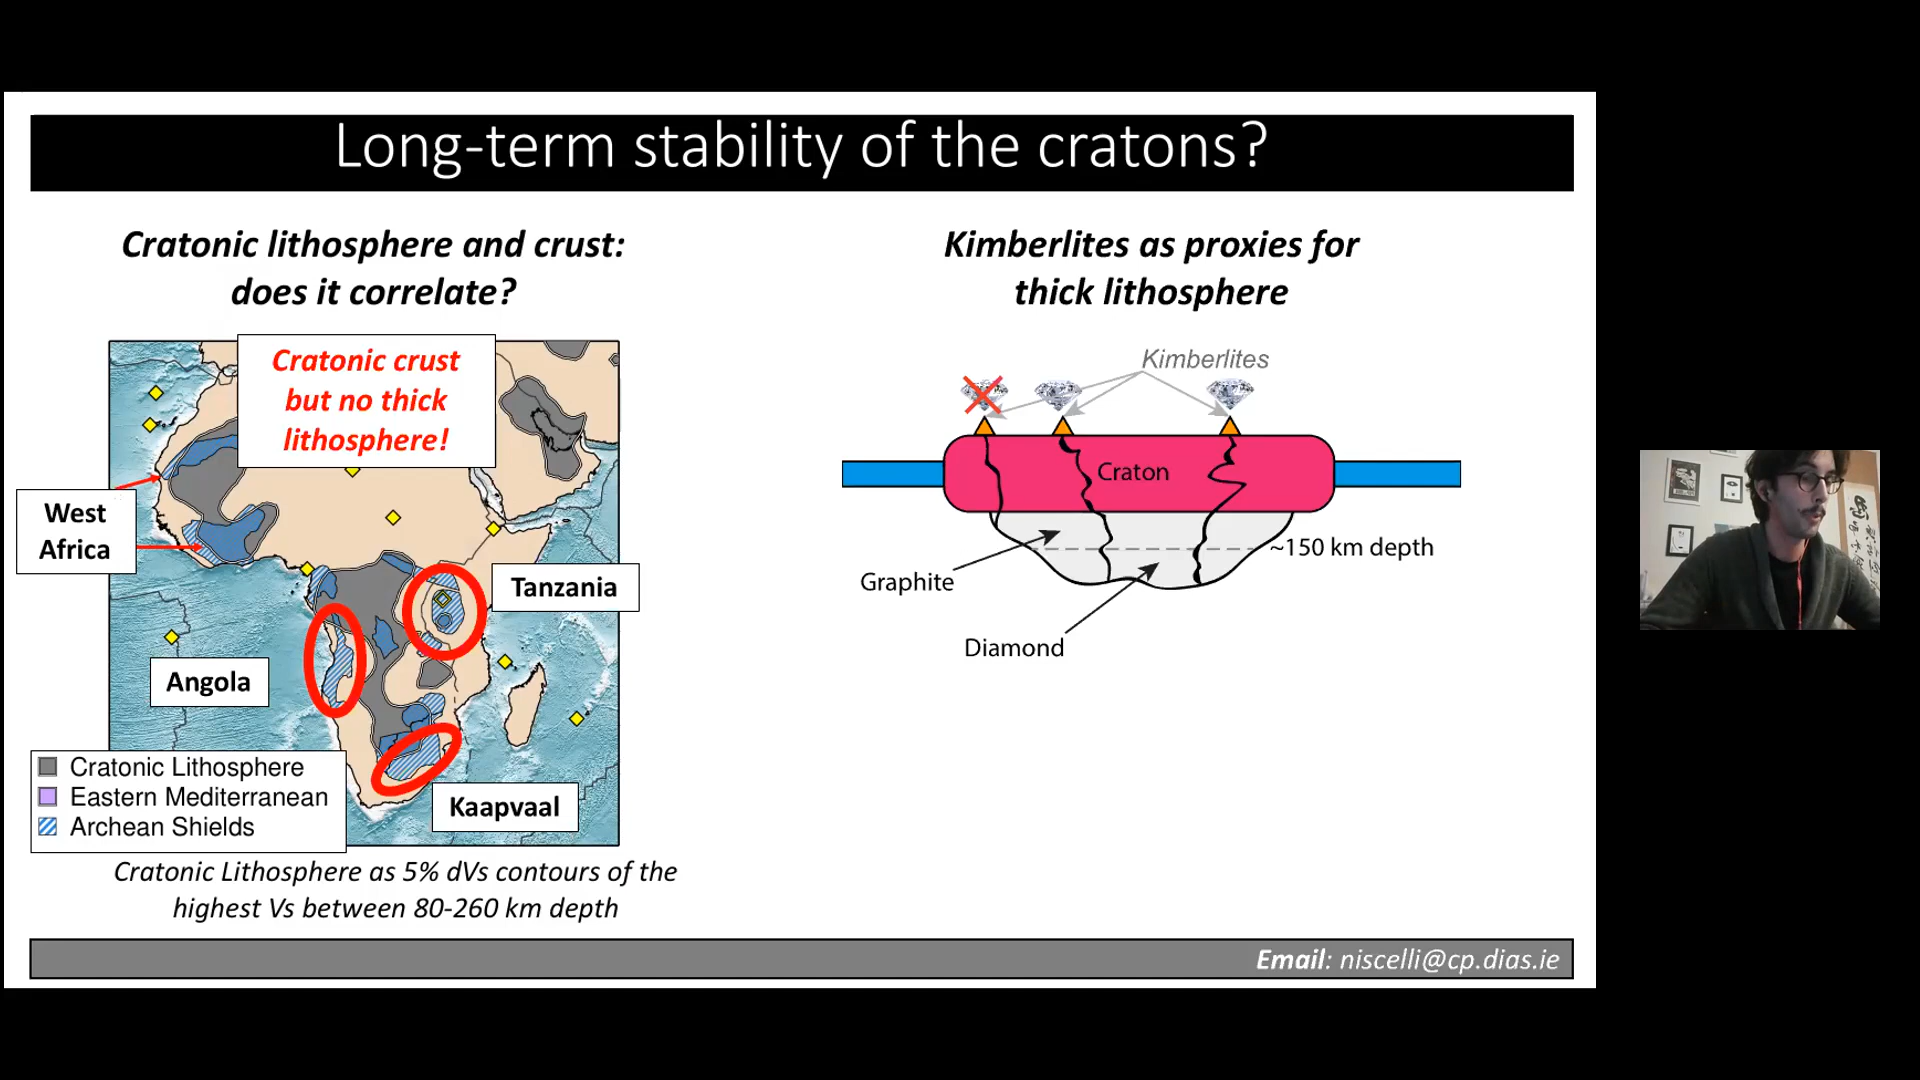 Long-term stability of the cratons?
Cratonic lithosphere and crust:
does it correlate?
Cratonic crust
but no thick
lithosphere!
West
Africa
Tanzania
Angola
Kaapvaal
Cratonic Lithosphere
Eastern Mediterranean
Archean Shields
Cratonic Lithosphere as 5% dVs contours of the
highest Vs between 80-260 km depth
Kimberlites as proxies for
thick lithosphere
Kimberlites
Craton
~150 km depth
Graphite
Diamond
Email: niscelli@cp.dias.ie